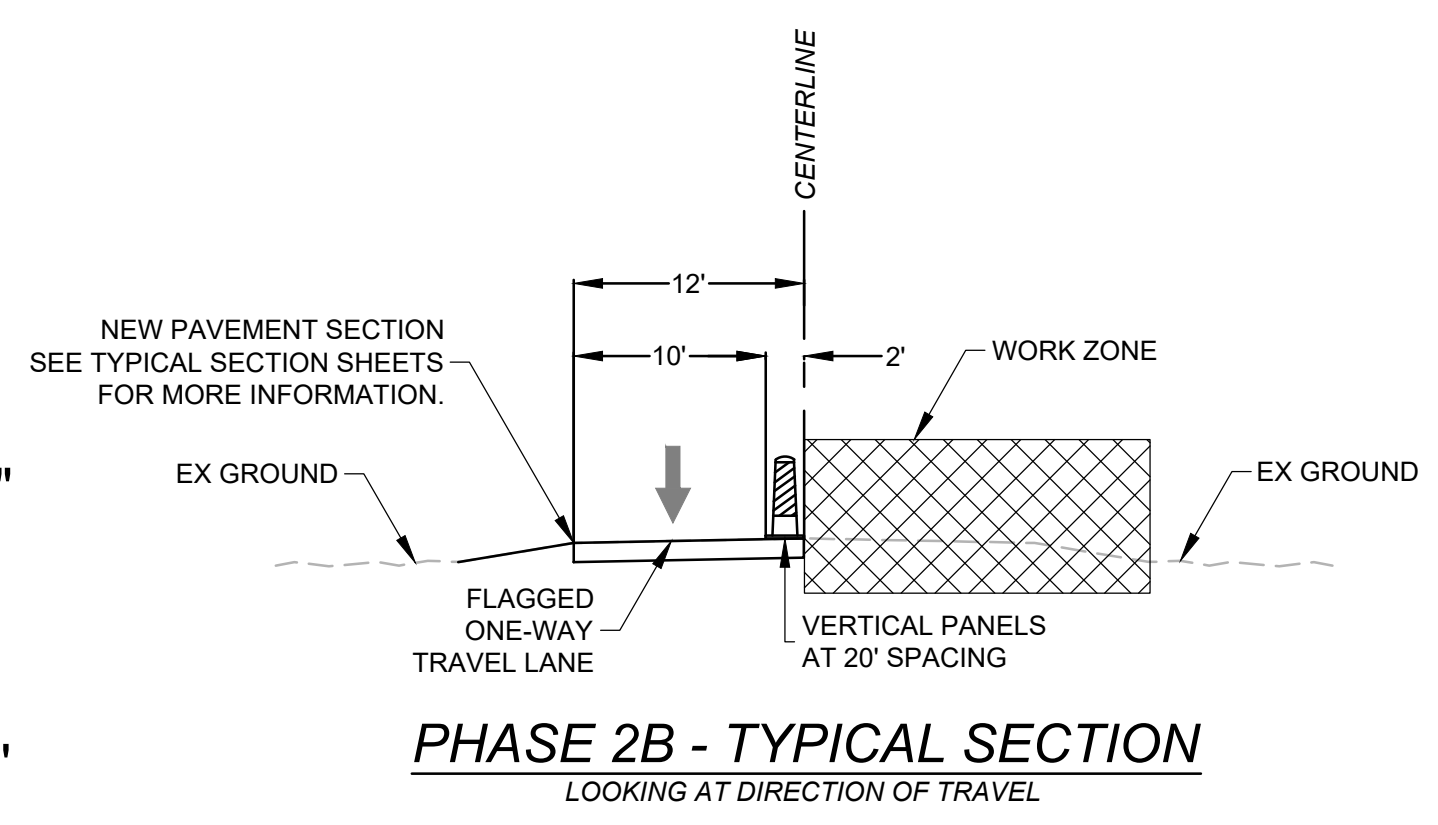 CENTERLINE
12'
NEW PAVEMENT SECTION
SEE TYPICAL SECTION SHEETS
FOR MORE INFORMATION.
10'
2'
WORK ZONE
EX GROUND
EX GROUND
"
FLAGGED
ONE-WAY
TRAVEL LANE
VERTICAL PANELS
AT 20' SPACING
'
PHASE 2B - TYPICAL SECTION
LOOKING AT DIRECTION OF TRAVEL